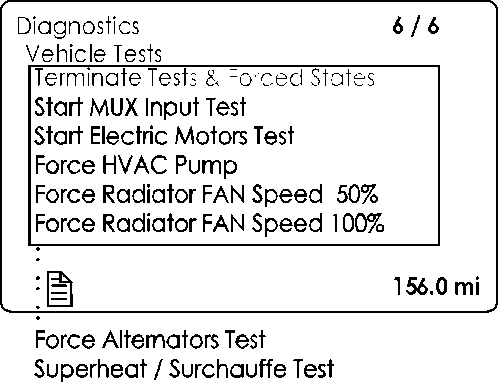 Diagnostics 6 / 6
Vehicle Tests
Terminate Tests & Forced States
Start MUX Input Test
Start Electric Motors Test
Force HVAC Pump
Force Radiator FAN Speed 50%
Force Radiator FAN Speed 100%
156.0 mi
Force Alternators Test
Superheat / Surchauffe Test